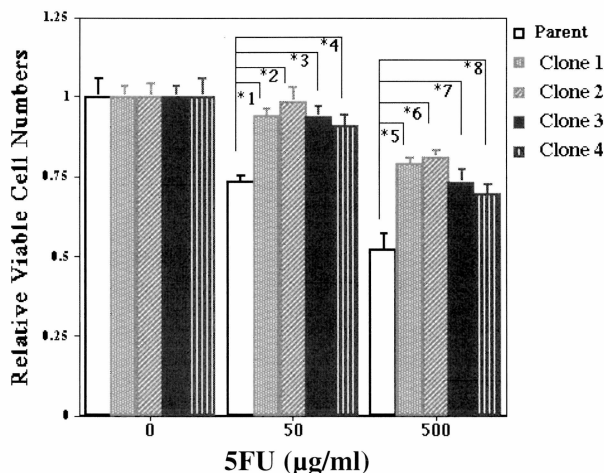 1.25
1
0.75
0.5
0.25
0
Relative Viable Cell Numbers
*1
*2
*3
*4
*5
*6
*7
*8
Parent
Clone 1
Clone 2
Clone 3
Clone 4
0
50
500
5FU (µg/ml)